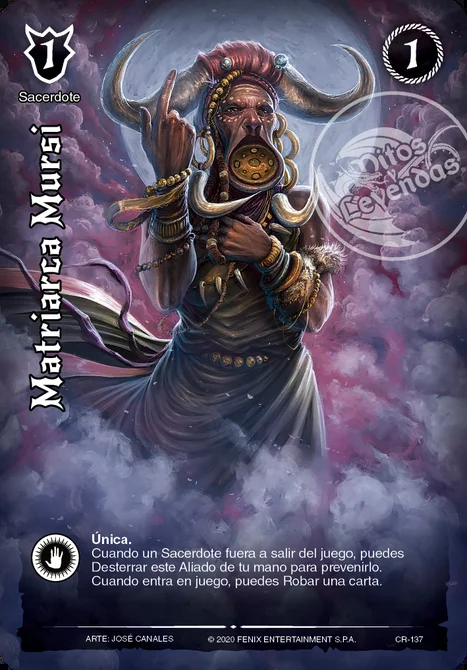 1
1
Sacerdote
Mitos y
Leyendas
Matriarca Mursi
Única.
Cuando un Sacerdote fuera a salir del juego, puedes
Desterrar este Aliado de tu mano para prevenirlo.
Cuando entra en juego, puedes Robar una carta.
ARTE: JOSÉ CANALES © 2020 FENIX ENTERTAINMENT S.P.A. CR-137